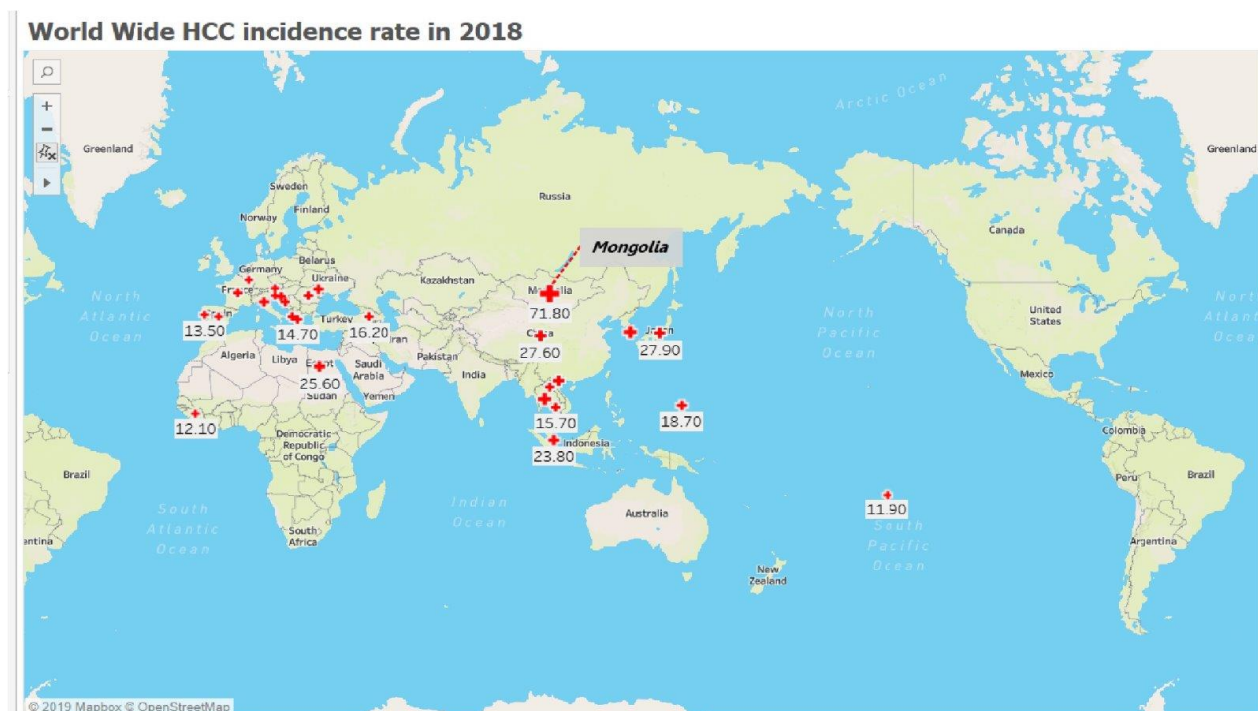 World Wide HCC incidence rate in 2018
Arctic Ocean
Greenland
Greenland
Sweden
Finland
Norway
Russia
Canada
Mongolia
Belarus
Germany
Ukraine
Kazakhstan
71.80
North
Atlantic
Ocean
North
Pacific
Ocean
United
States
13.50
14.70
Turkey
16.20
27.60
27.90
Algeria
Libya
Saudi
Arabia
Pakistan
India
Mexico
25.60
Sudan
Yemen
12.10
15.70
18.70
Democratic
Republic
of Congo
Indonesia
23.80
Colombia
Brazil
Peru
Brazil
South
Atlantic
Ocean
Indian
Ocean
Australia
11.90
South
Pacific
Ocean
South
Africa
Argentina
New
Zealand
© 2019 Mapbox © OpenStreetMap